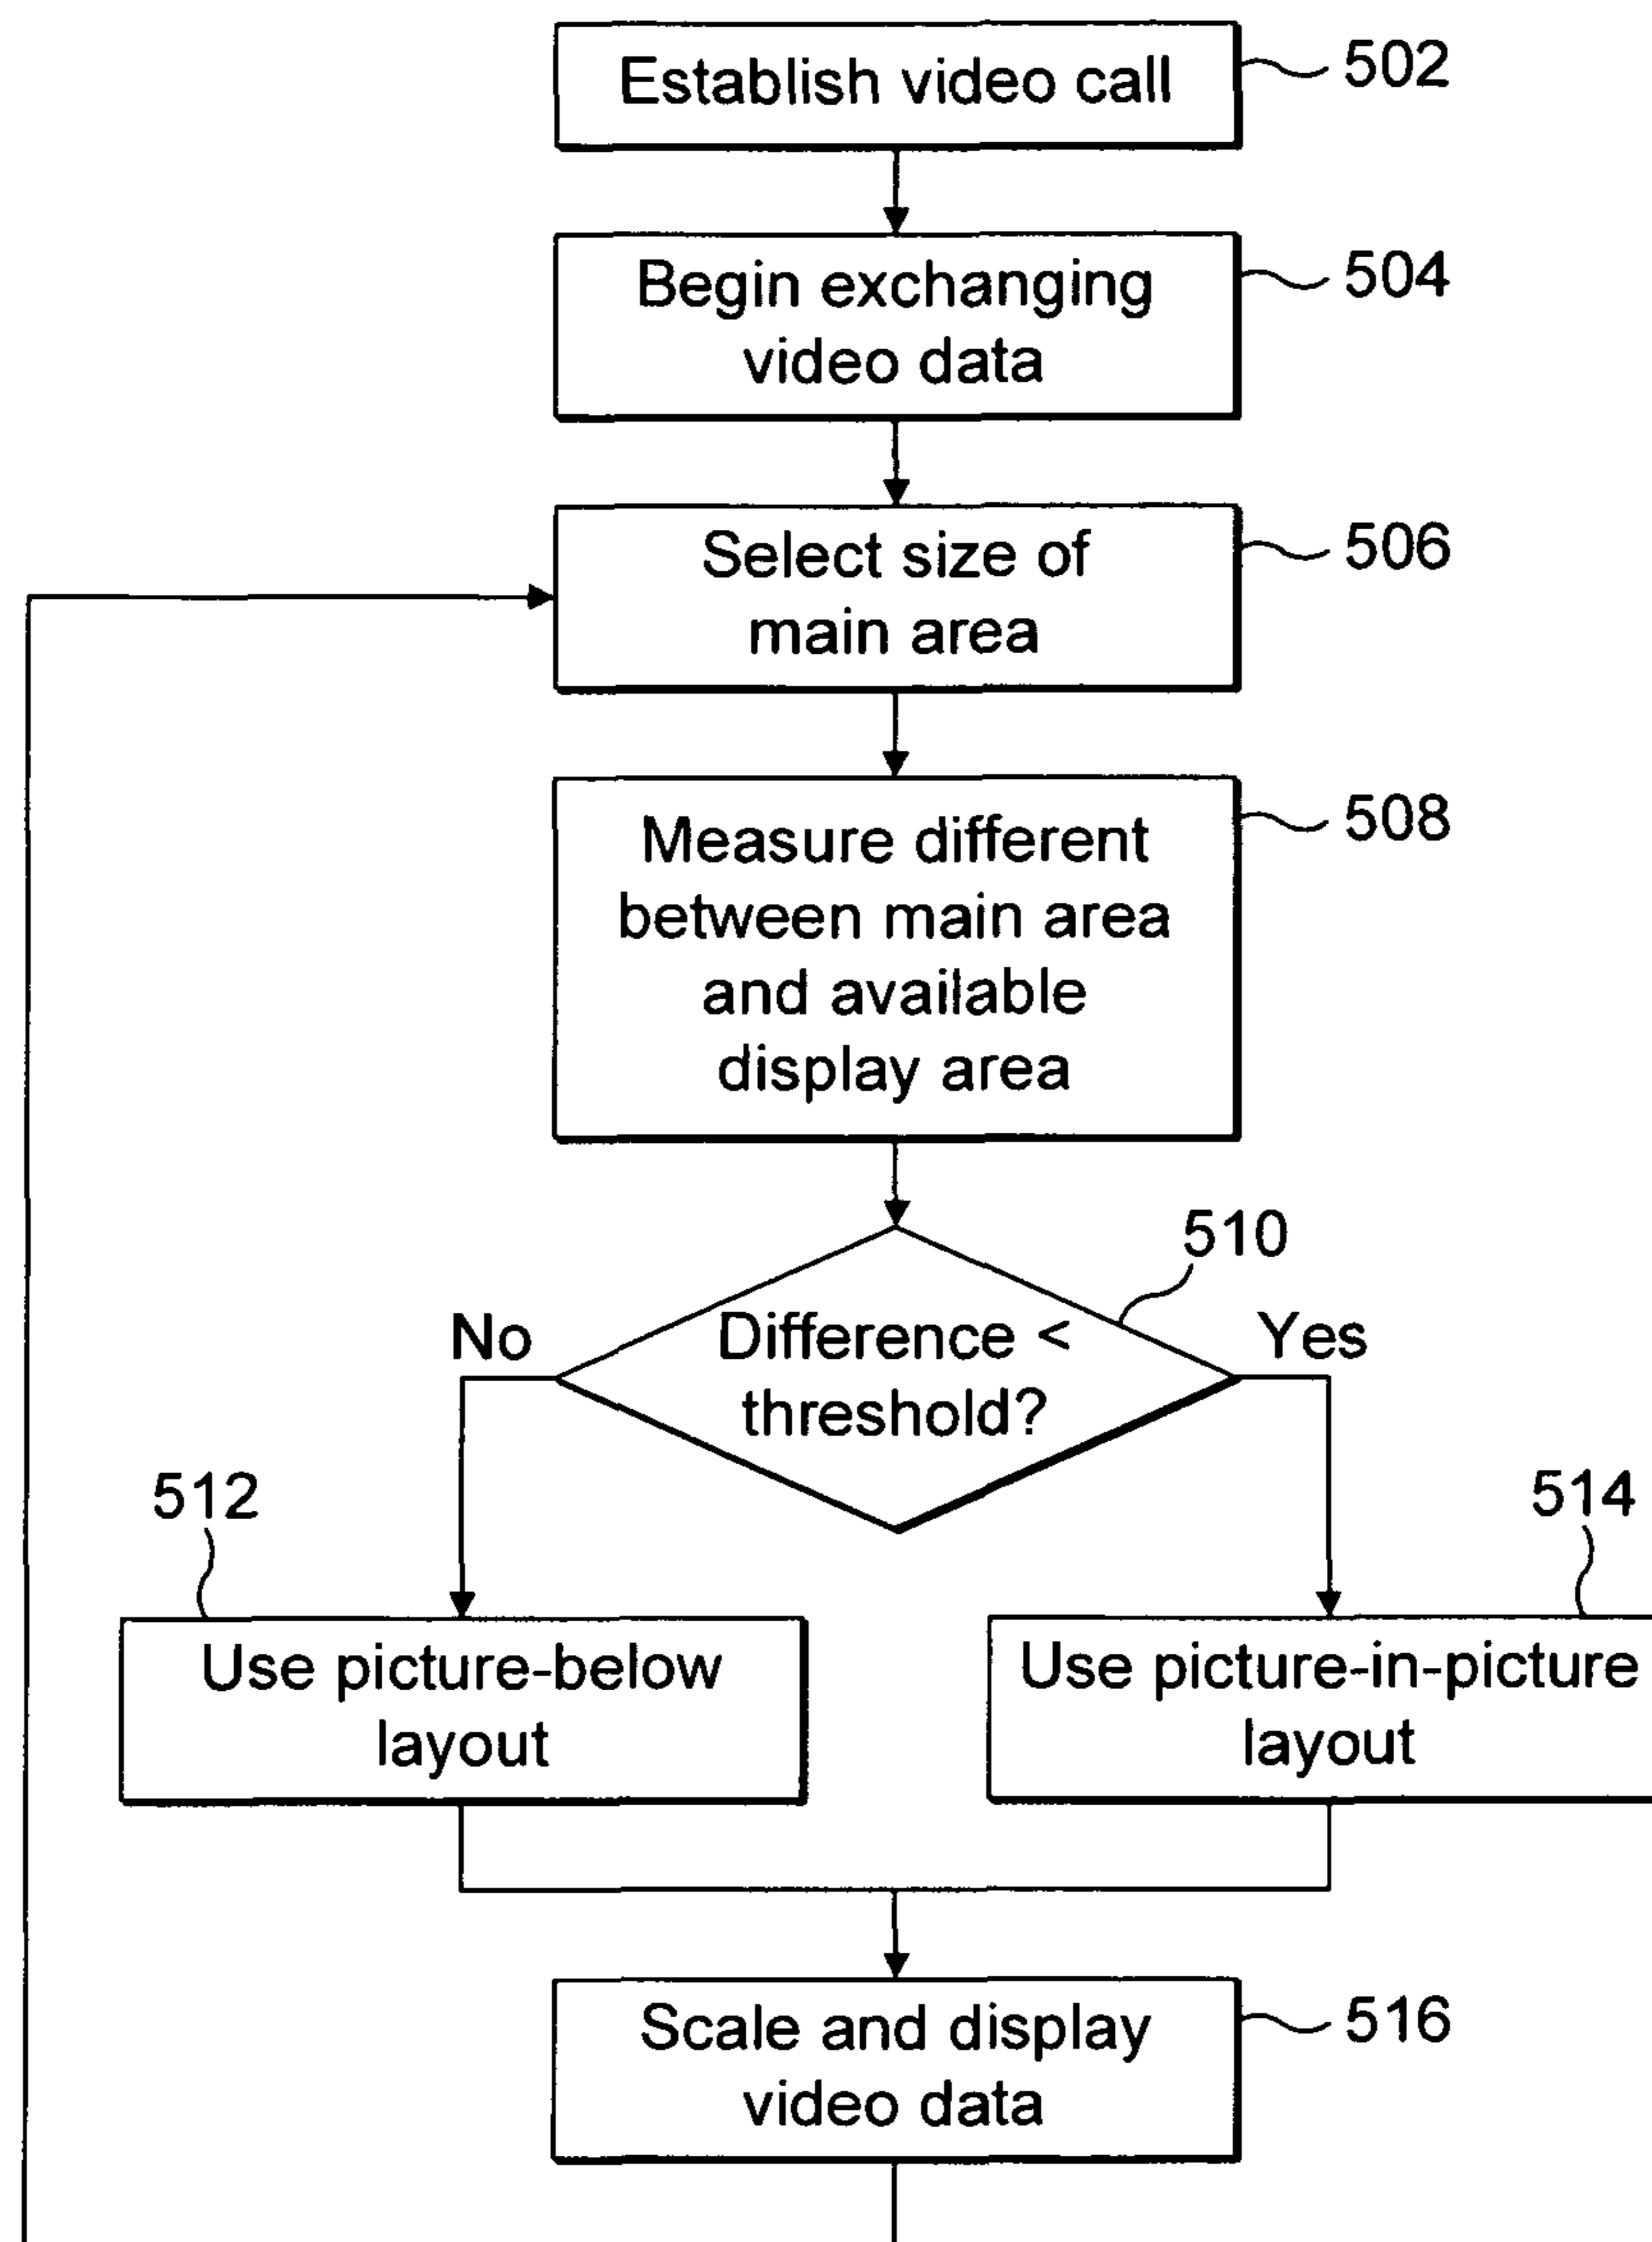 Establish video call
502
Begin exchanging
video data
504
Select size of
main area
506
Measure different
between main area
and available
display area
508
510
No
Difference <
threshold?
Yes
512
514
Use picture-below
layout
Use picture-in-picture
layout
Scale and display
video data
516